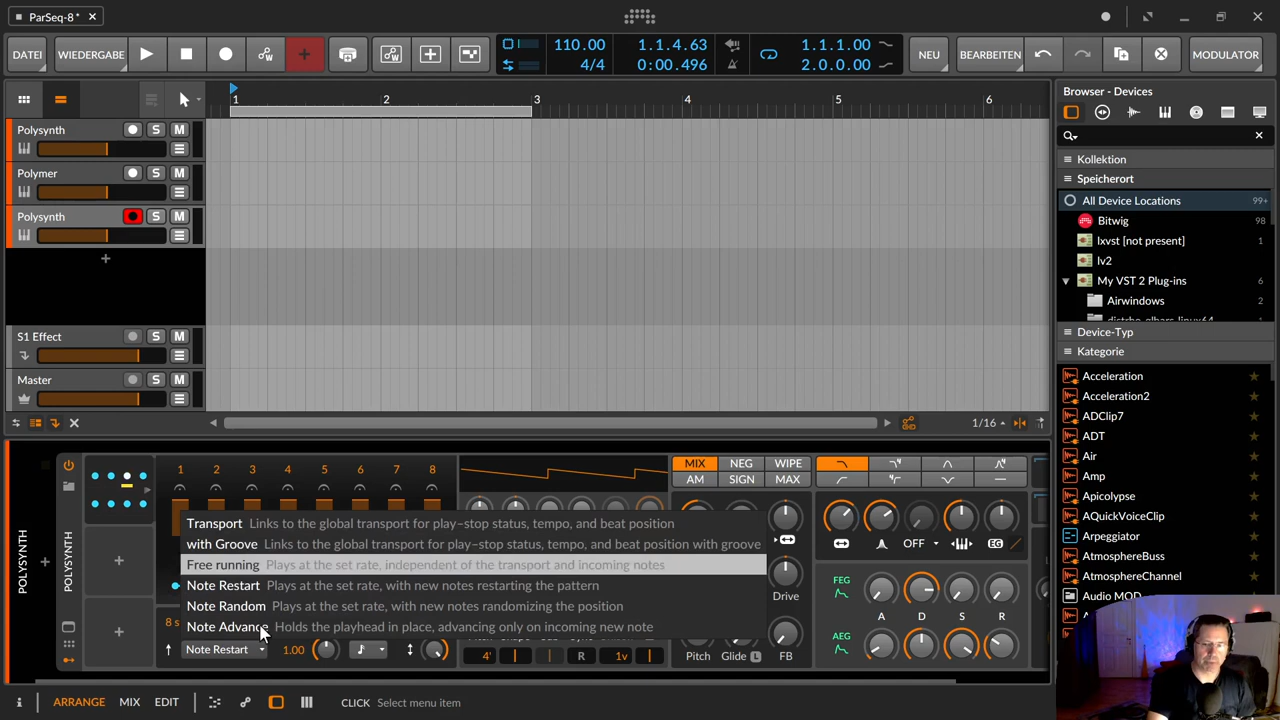 ParSeq-8*
DATEI
WIEDERGABE
110.00
4/4
1.1.4.63
0:00.496
1.1.1.00
2.0.0.00
NEU
BEARBEITEN
MODULATOR
1 2 3 4 5 6
Polysynth
S M
Polymer
S M
Polysynth
S M
S1 Effect
S M
Master
S M
1/16
Browser - Devices
Kollektion
Speicherort
All Device Locations 99+
Bitwig 98
lxvst [not present] 1
lv2
My VST 2 Plug-ins 6
Airwindows
Device-Typ
Kategorie
Acceleration
Acceleration2
ADClip7
ADT
Air
Amp
Apicolypse
AQuickVoiceClip
Arpeggiator
AtmosphereBuss
AtmosphereChannel
Audio MOD
POLYSYNTH
POLYSYNTH
1 2 3 4 5 6 7 8
MIX NEG WIPE
AM SIGN MAX
Transport Links to the global transport for play-stop status, tempo, and beat position
with Groove Links to the global transport for play-stop status, tempo, and beat position with groove
Free running Plays at the set rate, independent of the transport and incoming notes
Note Restart Plays at the set rate, with new notes restarting the pattern
Note Random Plays at the set rate, with new notes randomizing the position
Note Advance Holds the playhead in place, advancing only on incoming new note
8 s
Note Restart
1.00
4'
R
1v
Pitch
Glide L
FB
Drive
OFF
EG
FEG
A D S R
AEG
i
ARRANGE MIX EDIT
CLICK Select menu item